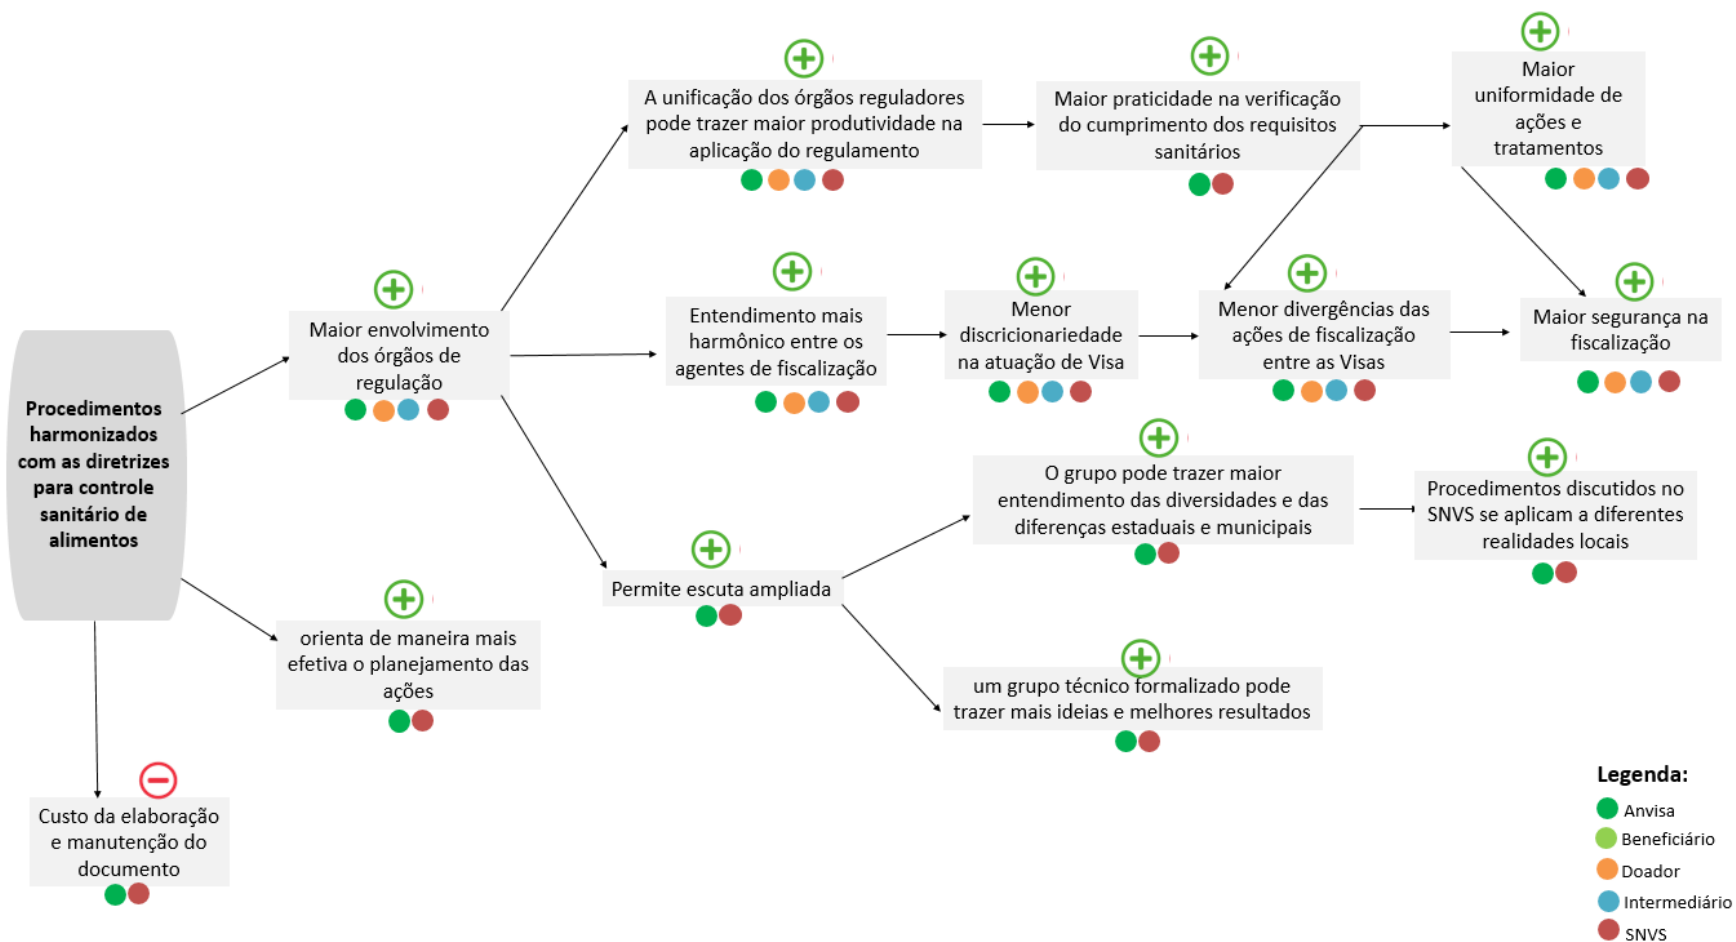 A unificação dos órgãos reguladores
pode trazer maior produtividade na
aplicação do regulamento
Maior praticidade na verificação
do cumprimento dos requisitos
sanitários
Maior
uniformidade de
ações e
tratamentos
Maior envolvimento
dos órgãos de
regulação
Entendimento mais
harmônico entre os
agentes de fiscalização
Menor
discricionariedade
na atuação de Visa
Menor divergências das
ações de fiscalização
entre as Visas
Maior segurança na
fiscalização
Procedimentos
harmonizados
com as diretrizes
para controle
sanitário de
alimentos
O grupo pode trazer maior
entendimento das diversidades e das
diferenças estaduais e municipais
Procedimentos discutidos no
SNVS se aplicam a diferentes
realidades locais
Permite escuta ampliada
orienta de maneira mais
efetiva o planejamento das
ações
um grupo técnico formalizado pode
trazer mais ideias e melhores resultados
Custo da elaboração
e manutenção do
documento
Legenda:
Anvisa
Beneficiário
Doador
Intermediário
SNVS